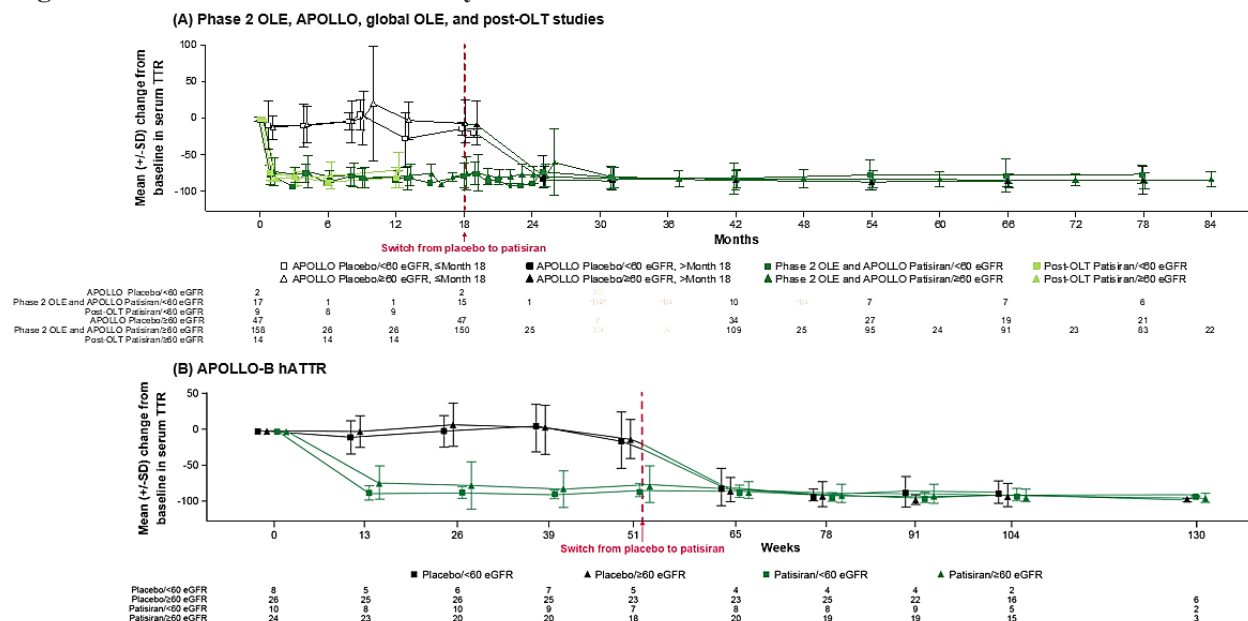 (A) Phase 2 OLE, APOLLO, global OLE, and post-OLT studies
Mean (+/-SD) change from
baseline in serum TTR
100
50
0
-50
-100
0 6 12 18 24 30 36 42 48 54 60 66 72 78 84
Months
Switch from placebo to patisiran
APOLLO Placebo/<60 eGFR, ≤Month 18 APOLLO Placebo/<60 eGFR, >Month 18 Phase 2 OLE and APOLLO Patisiran/<60 eGFR Post-OLT Patisiran/<60 eGFR
APOLLO Placebo/≥60 eGFR, ≤Month 18 APOLLO Placebo/≥60 eGFR, >Month 18 Phase 2 OLE and APOLLO Patisiran/≥60 eGFR Post-OLT Patisiran/≥60 eGFR
APOLLO Placebo/<60 eGFR 2 2
Phase 2 OLE and APOLLO Patisiran/<60 eGFR 17 1 1 15 1 10 7 7 6
Post-OLT Patisiran/<60 eGFR 9 8 9
APOLLO Placebo/≥60 eGFR 47 47 34 27 19 21
Phase 2 OLE and APOLLO Patisiran/≥60 eGFR 158 26 26 150 25 109 25 95 24 91 23 83 22
Post-OLT Patisiran/≥60 eGFR 14 14 14
(B) APOLLO-B hATTR
Mean (+/-SD) change from
baseline in serum TTR
50
0
-50
-100
0 13 26 39 51 65 78 91 104 130
Switch from placebo to patisiran Weeks
Placebo/<60 eGFR Placebo/≥60 eGFR Patisiran/<60 eGFR Patisiran/≥60 eGFR
Placebo/<60 eGFR 8 5 6 7 5 4 4 4 2
Placebo/≥60 eGFR 26 25 26 25 23 23 25 22 16 6
Patisiran/<60 eGFR 10 8 10 9 7 8 8 9 5 2
Patisiran/≥60 eGFR 24 23 20 20 18 20 19 19 15 3